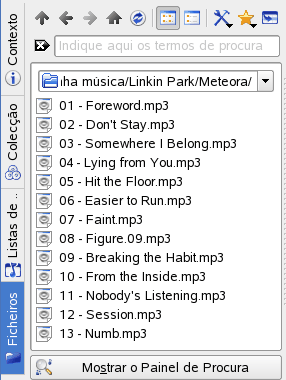 Indique aqui os termos de procura
ha música/Linkin Park/Meteora/
01 - Foreword.mp3
02 - Don't Stay.mp3
03 - Somewhere I Belong.mp3
04 - Lying from You.mp3
05 - Hit the Floor.mp3
06 - Easier to Run.mp3
07 - Faint.mp3
08 - Figure.09.mp3
09 - Breaking the Habit.mp3
10 - From the Inside.mp3
11 - Nobody's Listening.mp3
12 - Session.mp3
13 - Numb.mp3
Mostrar o Painel de Procura
Contexto
Colecção
Listas de ...
Ficheiros